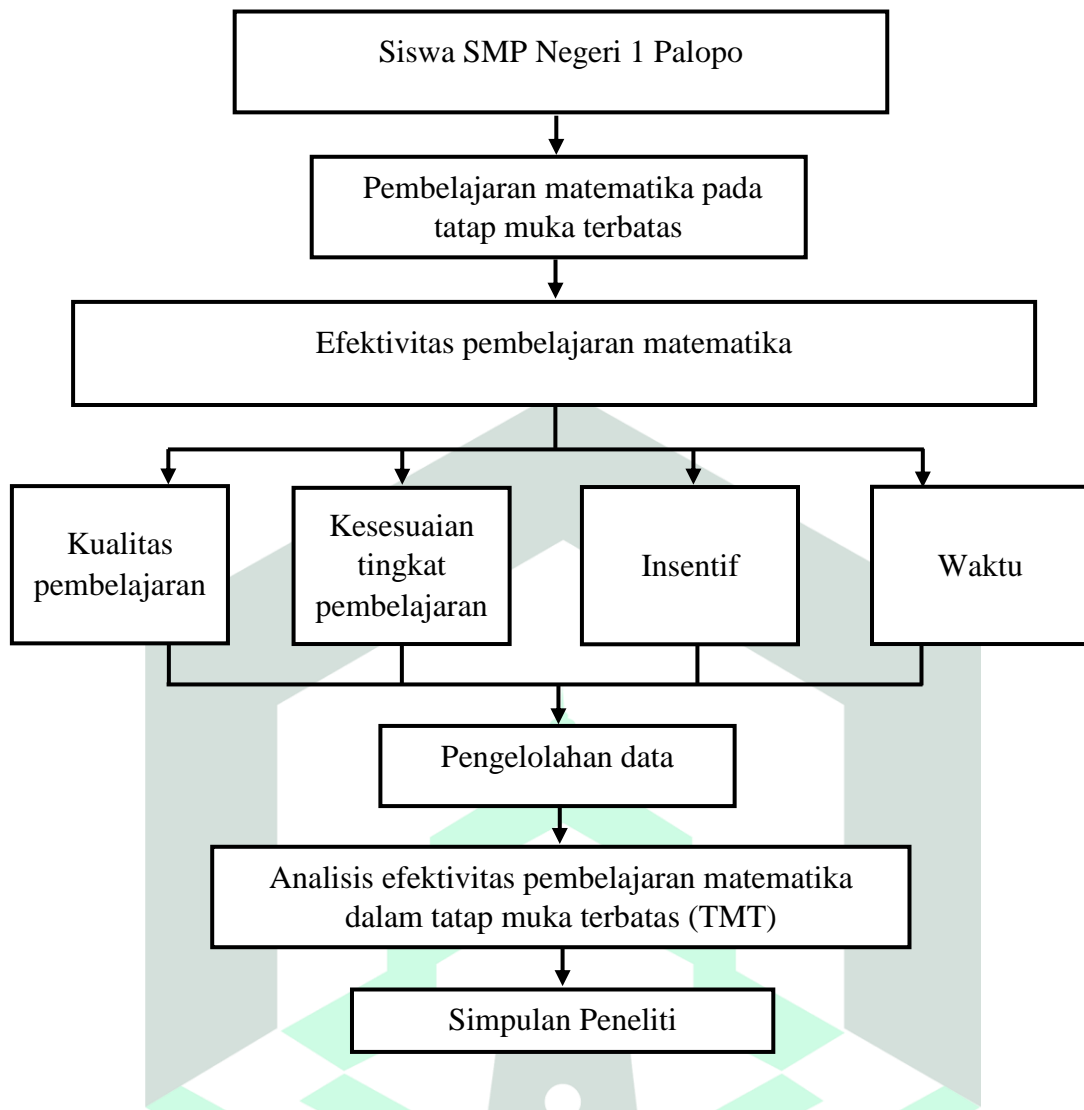 Siswa SMP Negeri 1 Palopo
Pembelajaran matematika pada
tatap muka terbatas
Efektivitas pembelajaran matematika
Kualitas
pembelajaran
Kesesuaian
tingkat
pembelajaran
Insentif
Waktu
Pengelolahan data
Analisis efektivitas pembelajaran matematika
dalam tatap muka terbatas (TMT)
Simpulan Peneliti